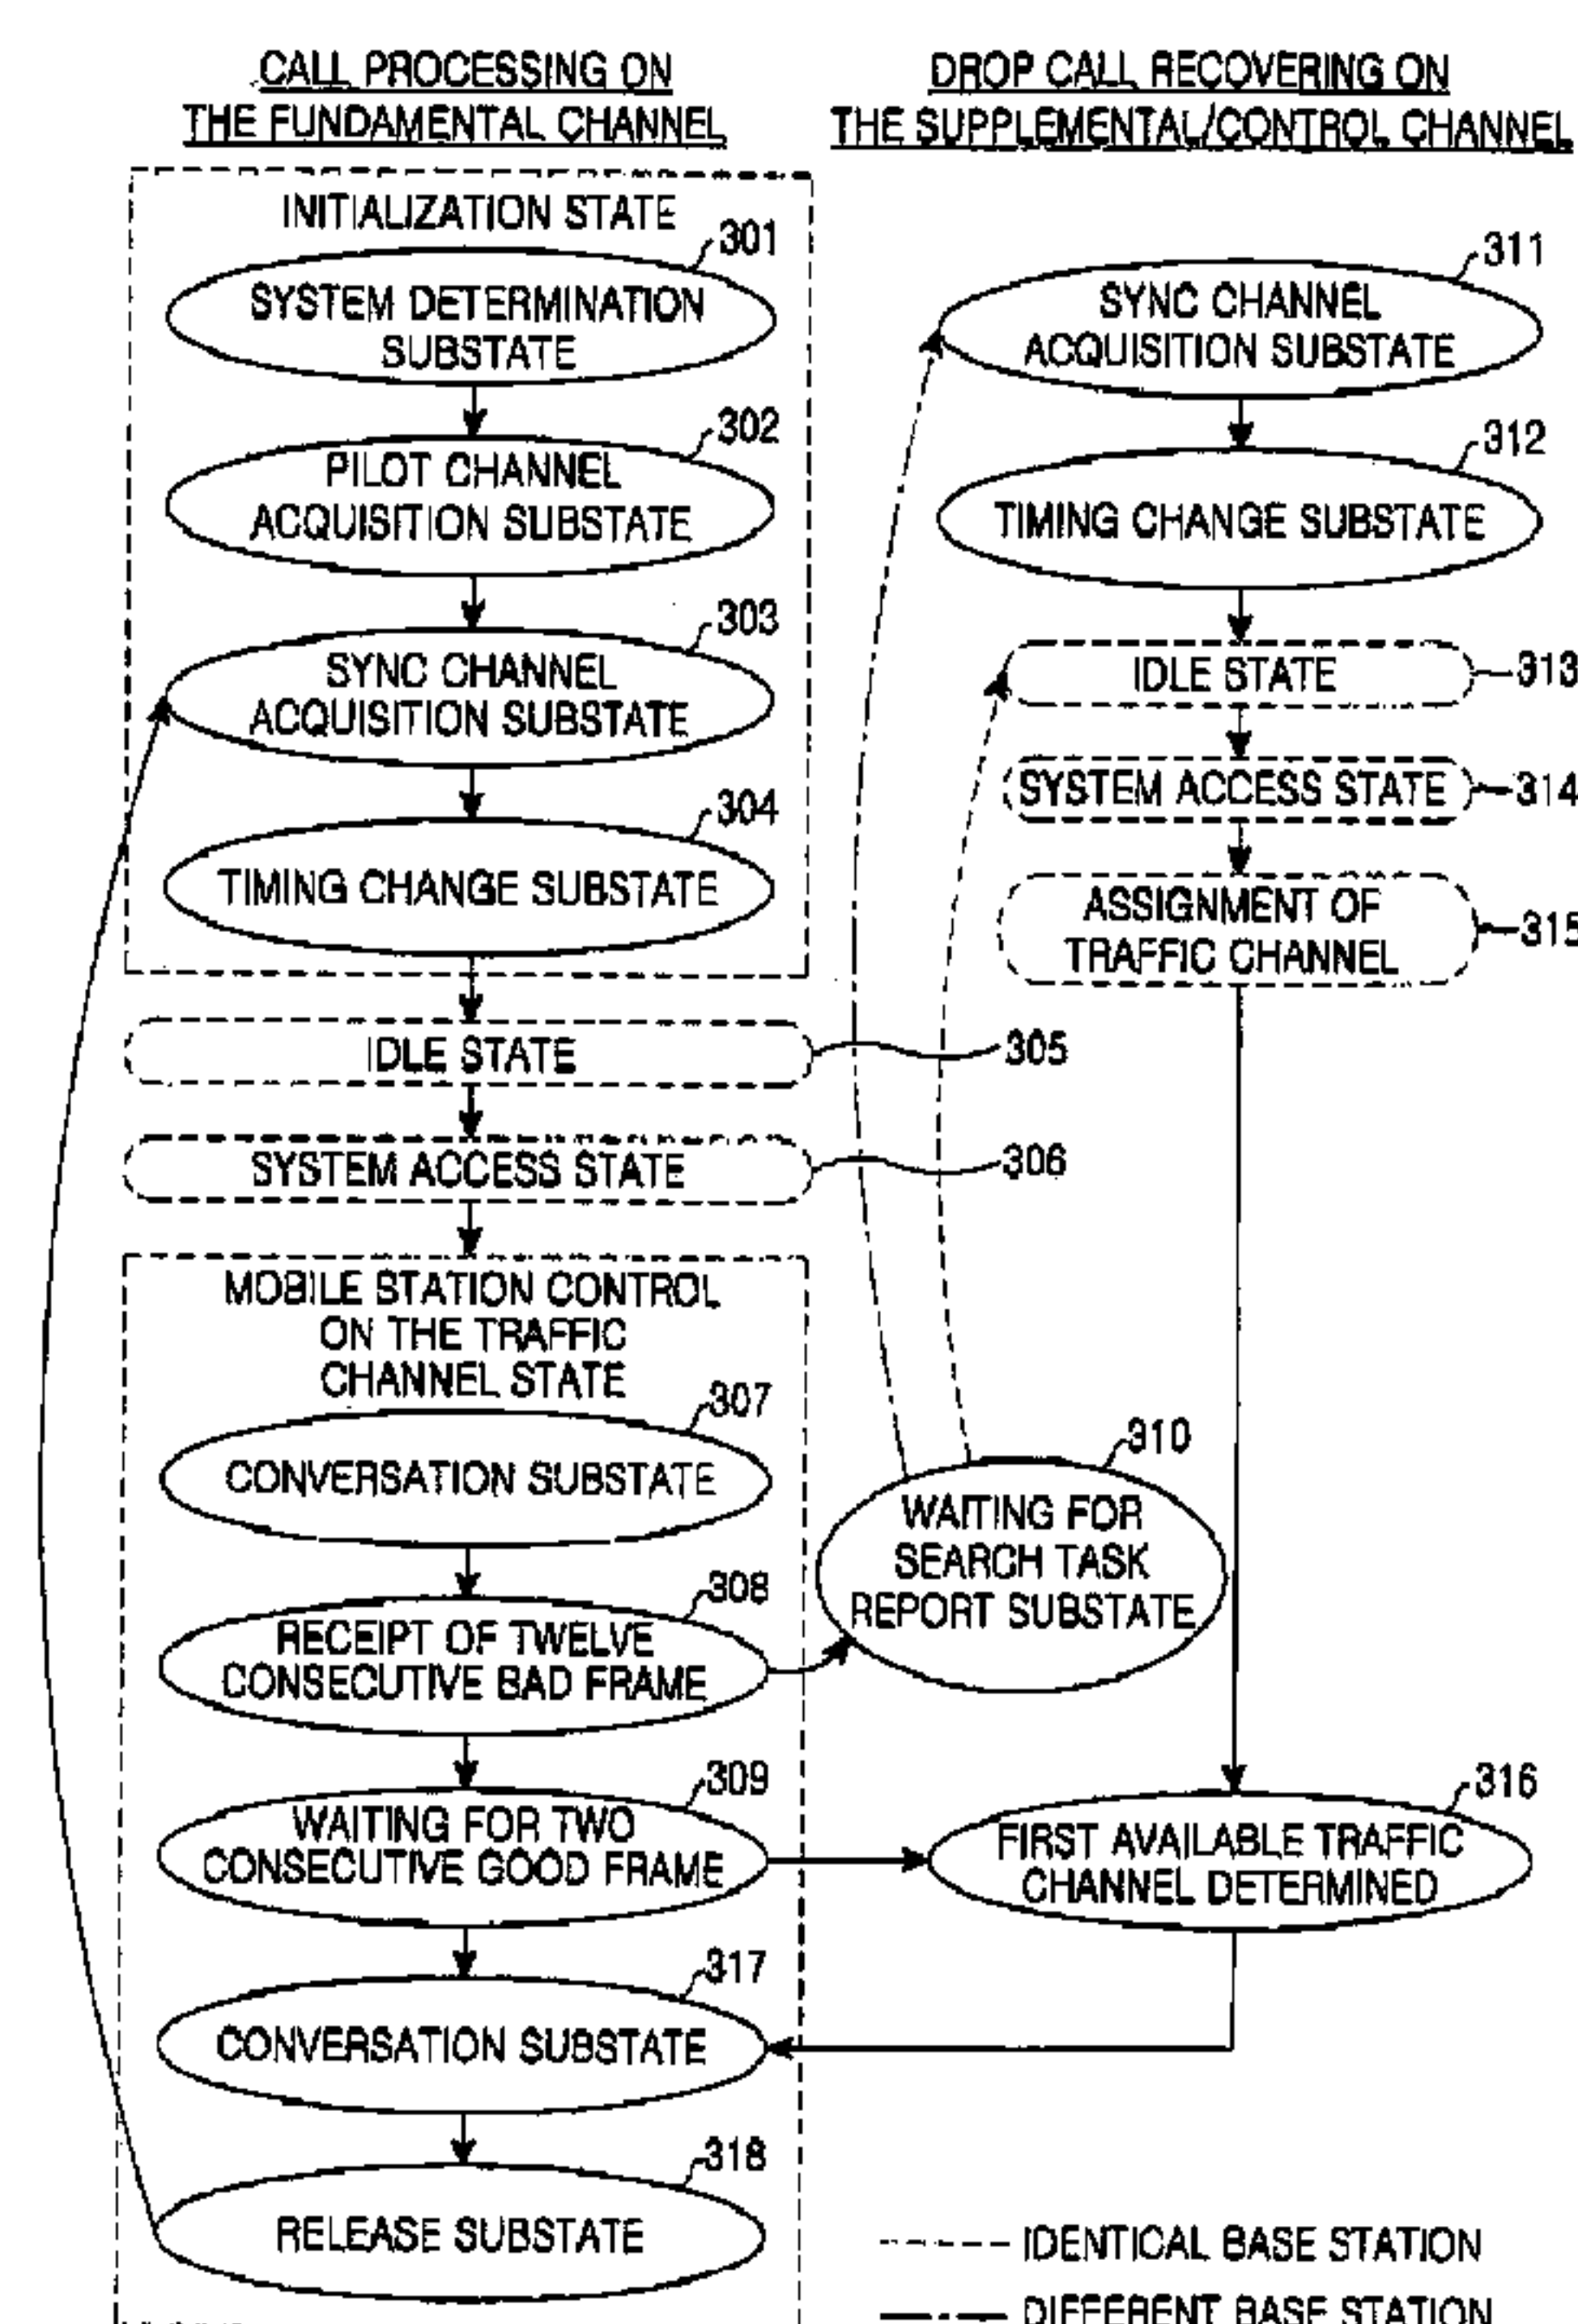 CALL PROCESSING ON
THE FUNDAMENTAL CHANNEL
INITIALIZATION STATE
301
SYSTEM DETERMINATION
SUBSTATE
302
PILOT CHANNEL
ACQUISITION SUBSTATE
303
SYNC CHANNEL
ACQUISITION SUBSTATE
304
TIMING CHANGE SUBSTATE
IDLE STATE
305
SYSTEM ACCESS STATE
306
MOBILE STATION CONTROL
ON THE TRAFFIC
CHANNEL STATE
307
CONVERSATION SUBSTATE
308
RECEIPT OF TWELVE
CONSECUTIVE BAD FRAME
309
WAITING FOR TWO
CONSECUTIVE GOOD FRAME
317
CONVERSATION SUBSTATE
318
RELEASE SUBSTATE
DROP CALL RECOVERING ON
THE SUPPLEMENTAL/CONTROL CHANNEL
311
SYNC CHANNEL
ACQUISITION SUBSTATE
312
TIMING CHANGE SUBSTATE
IDLE STATE
313
SYSTEM ACCESS STATE
314
ASSIGNMENT OF
TRAFFIC CHANNEL
315
310
WAITING FOR
SEARCH TASK
REPORT SUBSTATE
316
FIRST AVAILABLE TRAFFIC
CHANNEL DETERMINED
IDENTICAL BASE STATION
DIFFERENT BASE STATION